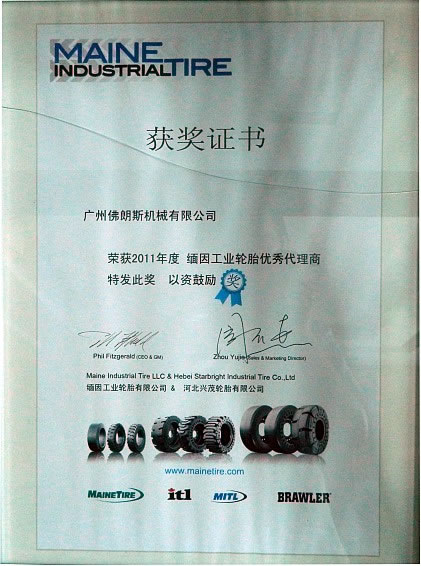 MAINE
INDUSTRIALTIRE
获奖证书
广州佛朗斯机械有限公司
荣获2011年度 缅因工业轮胎优秀代理商
特发此奖 以资鼓励
奖
Phil Fitzgerald (CEO & GM)
Zhou Yujie (Sales & Marketing Director)
Maine Industrial Tire LLC & Hebei Starbright Industrial Tire Co.,Ltd
缅因工业轮胎有限公司 & 河北兴茂轮胎有限公司
www.mainetire.com
MAINETIRE
itl
MITL
BRAWLER